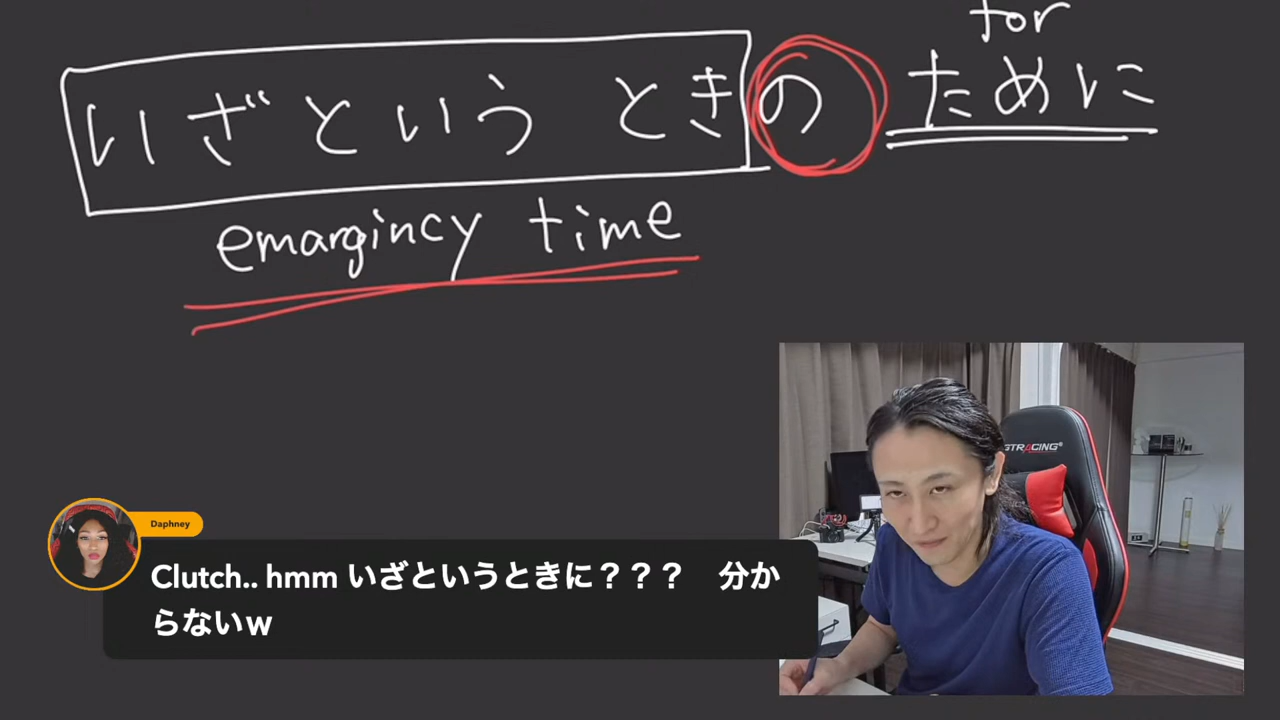 for
いざというときのために
emargincy time
GTRACING
Daphney
Clutch.. hmm いざというときに？？？　分か
らないｗ